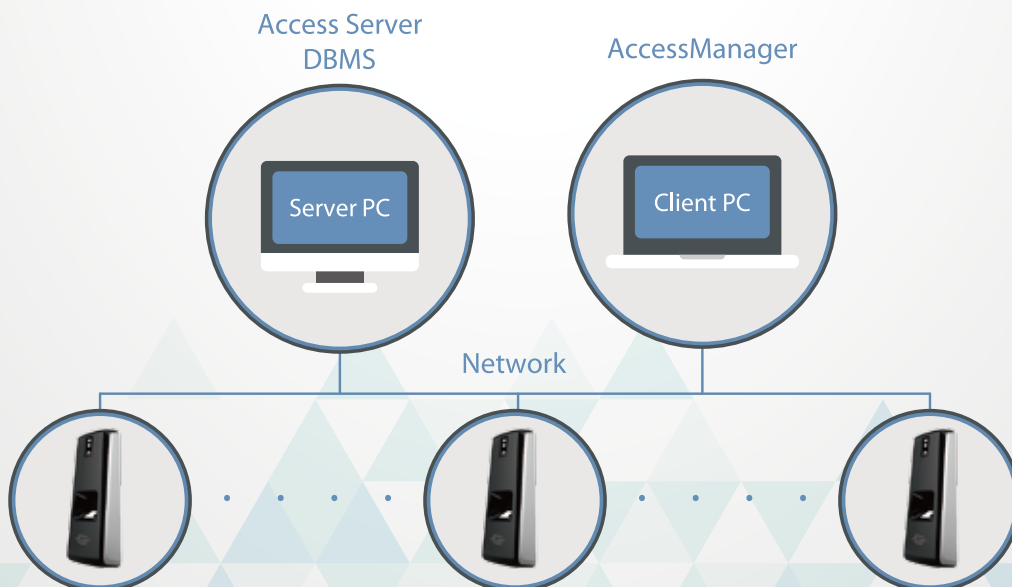 Access Server
DBMS
AccessManager
Server PC
Client PC
Network